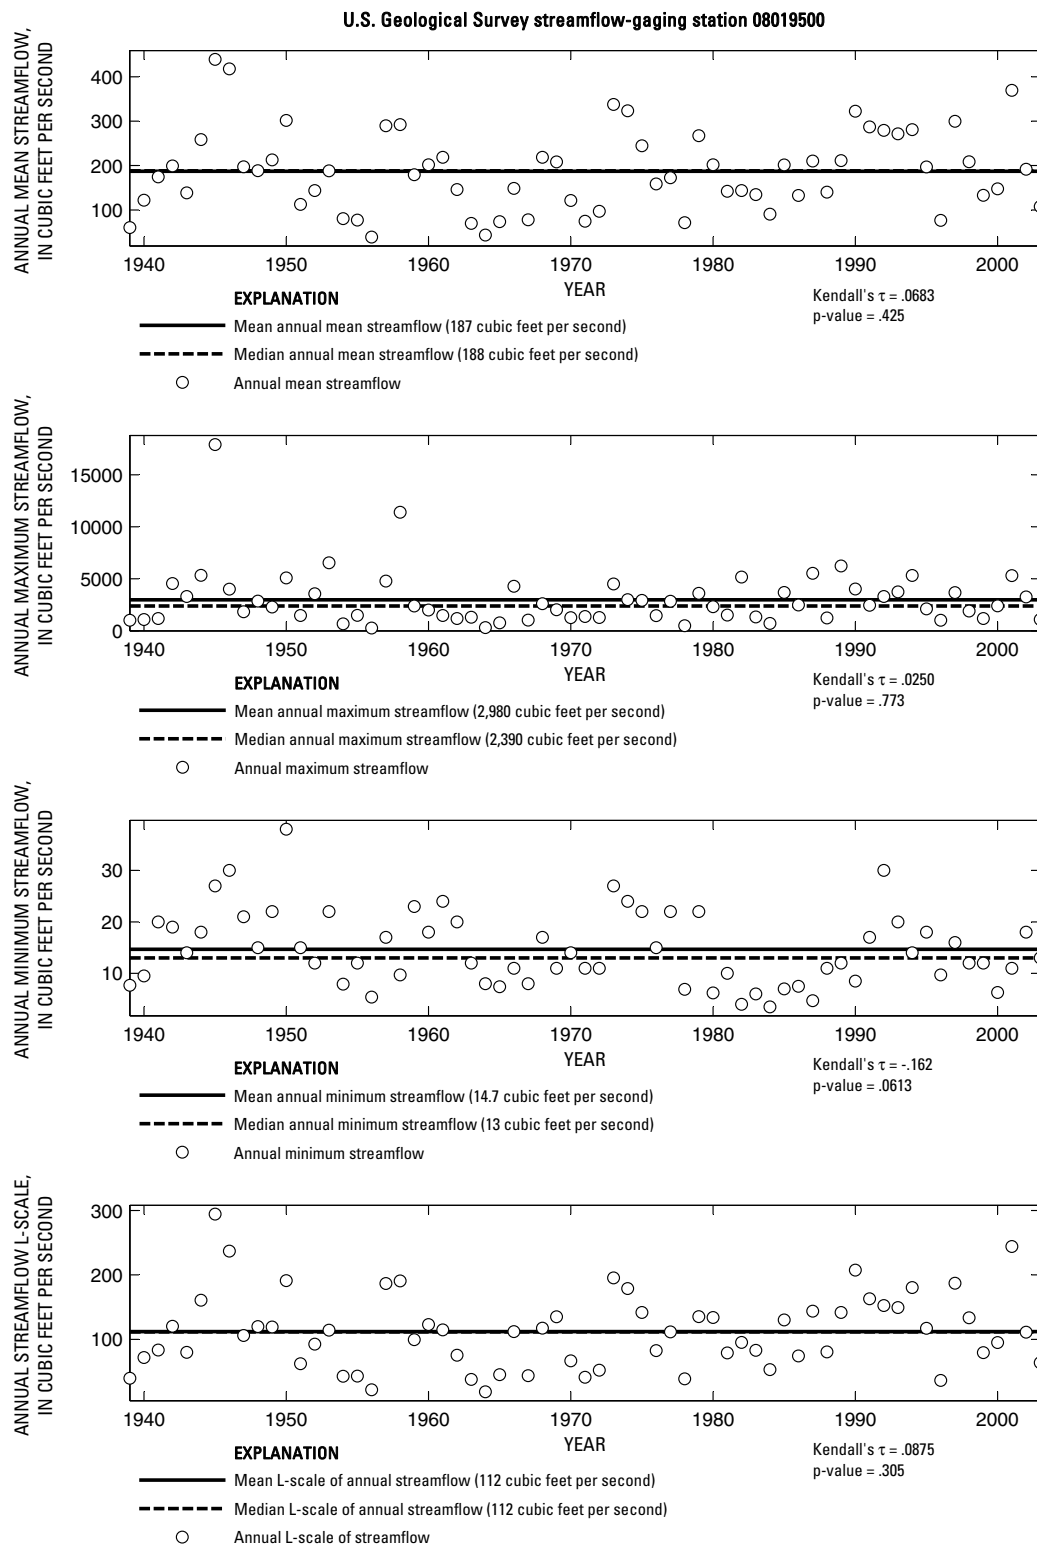 U.S. Geological Survey streamflow-gaging station 08019500
ANNUAL MEAN STREAMFLOW,
IN CUBIC FEET PER SECOND
400
300
200
100
1940 1950 1960 1970 1980 1990 2000
YEAR
EXPLANATION
Mean annual mean streamflow (187 cubic feet per second)
Median annual mean streamflow (188 cubic feet per second)
Annual mean streamflow
Kendall's τ = .0683
p-value = .425
ANNUAL MAXIMUM STREAMFLOW,
IN CUBIC FEET PER SECOND
15000
10000
5000
0
1940 1950 1960 1970 1980 1990 2000
YEAR
EXPLANATION
Mean annual maximum streamflow (2,980 cubic feet per second)
Median annual maximum streamflow (2,390 cubic feet per second)
Annual maximum streamflow
Kendall's τ = .0250
p-value = .773
ANNUAL MINIMUM STREAMFLOW,
IN CUBIC FEET PER SECOND
30
20
10
1940 1950 1960 1970 1980 1990 2000
YEAR
EXPLANATION
Mean annual minimum streamflow (14.7 cubic feet per second)
Median annual minimum streamflow (13 cubic feet per second)
Annual minimum streamflow
Kendall's τ = -.162
p-value = .0613
ANNUAL STREAMFLOW L-SCALE,
IN CUBIC FEET PER SECOND
300
200
100
1940 1950 1960 1970 1980 1990 2000
YEAR
EXPLANATION
Mean L-scale of annual streamflow (112 cubic feet per second)
Median L-scale of annual streamflow (112 cubic feet per second)
Annual L-scale of streamflow
Kendall's τ = .0875
p-value = .305